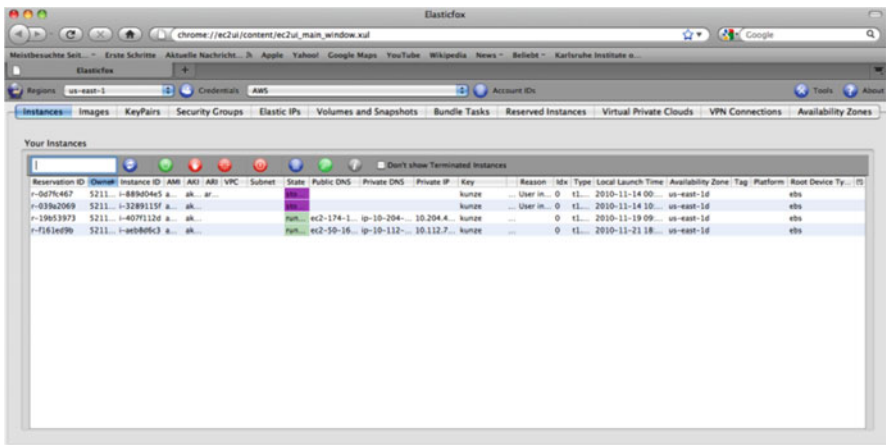 Elasticfox
chrome://ec2ui/content/ec2ui_main_window.xul
Google
Meistbesuchte Seit... Erste Schritte Aktuelle Nachricht... Apple Yahoo! Google Maps YouTube Wikipedia News Beliebt Karlsruhe Institute o...
Elasticfox +
Regions us-east-1 Credentials AWS Account IDs Tools About
Instances Images KeyPairs Security Groups Elastic IPs Volumes and Snapshots Bundle Tasks Reserved Instances Virtual Private Clouds VPN Connections Availability Zones
Your Instances
Don't show Terminated Instances
Reservation ID Owner Instance ID AMI AKI ARI VPC Subnet State Public DNS Private DNS Private IP Key Reason Idx Type Local Launch Time Availability Zone Tag Platform Root Device Ty...
r-0d7fc467 5211... i-889d04e5 a... ak... ar... sto... kunze ... User in... 0 t1.... 2010-11-14 00:... us-east-1d ebs
r-039a2069 5211... i-3289115f a... ak... sto... kunze ... User in... 0 t1.... 2010-11-14 10:... us-east-1d ebs
r-19b53973 5211... i-407f112d a... ak... run... ec2-174-1... ip-10-204-... 10.204.4... kunze ... 0 t1.... 2010-11-19 09:... us-east-1d ebs
r-f161ed9b 5211... i-aeb8d6c3 a... ak... run... ec2-50-16... ip-10-112-... 10.112.7... kunze ... 0 t1.... 2010-11-21 18:... us-east-1d ebs